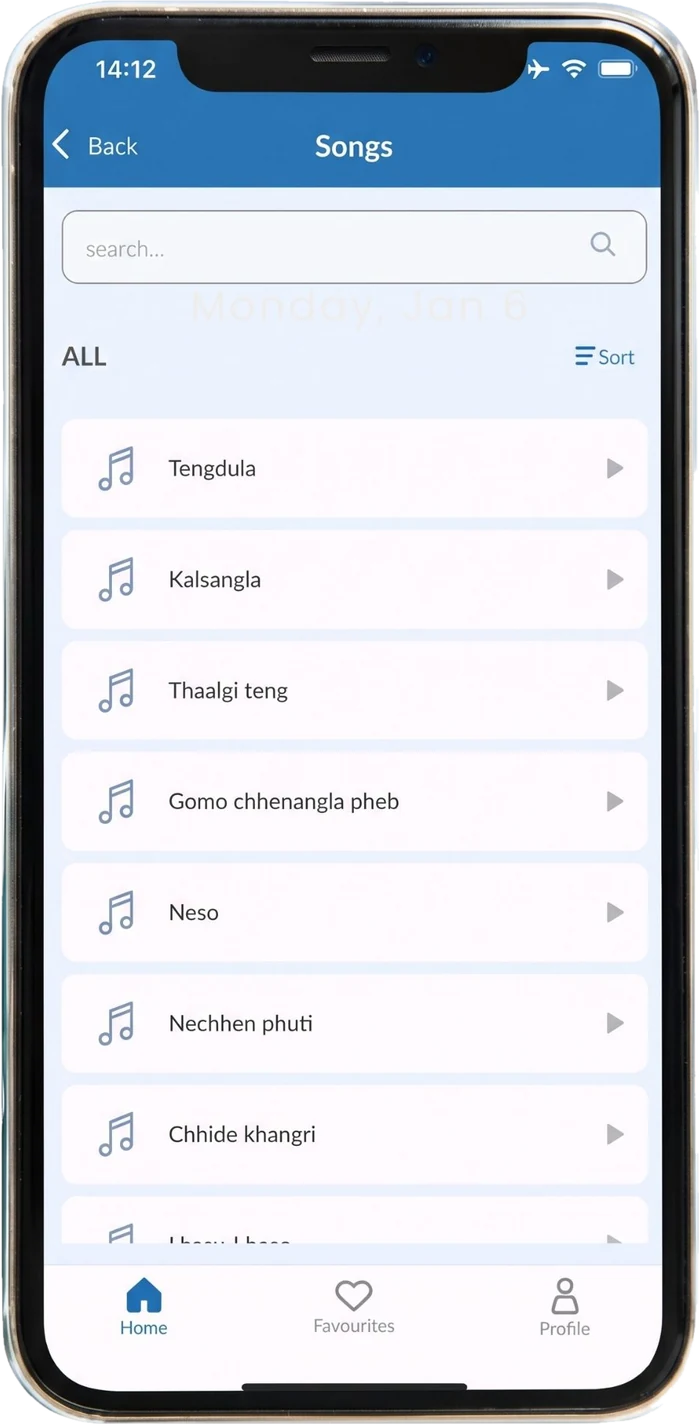 14:12
Back
Songs
search...
Monday, Jan 6
ALL
Sort
Tengdula
Kalsangla
Thaalgi teng
Gomo chhenangla pheb
Neso
Nechhen phuti
Chhide khangri
Home
Favourites
Profile